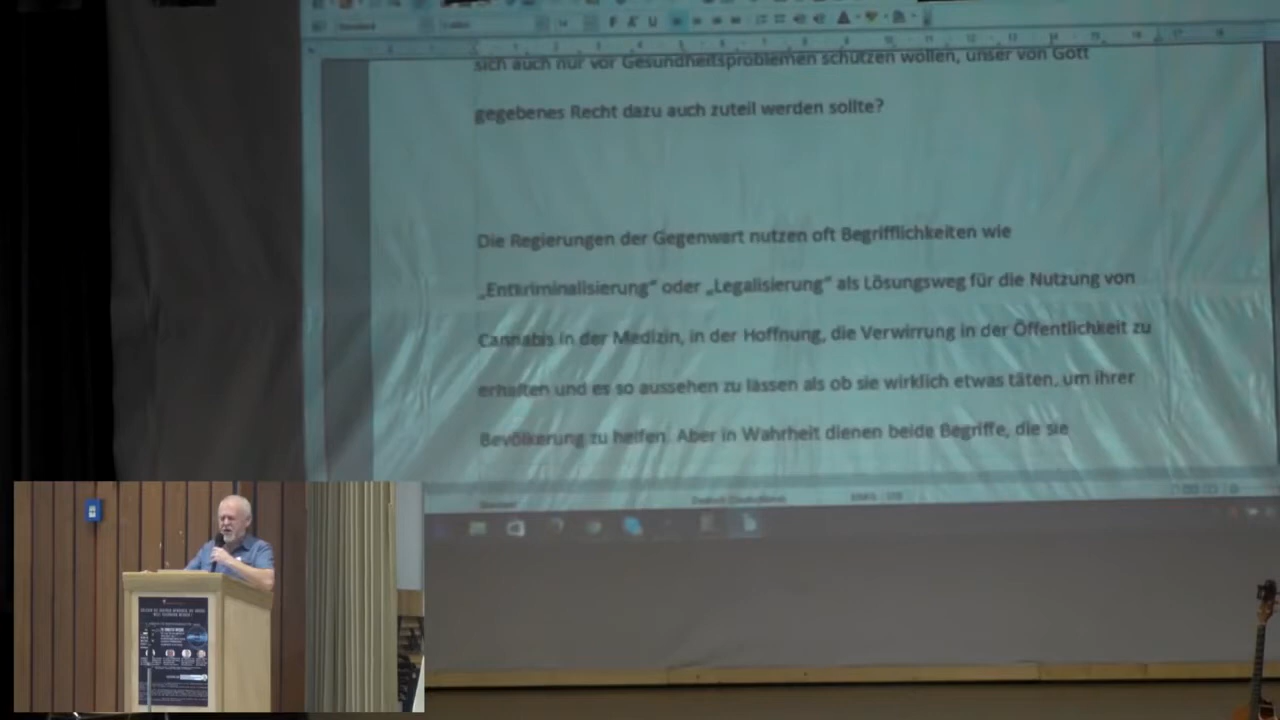 sich auch nur vor Gesundheitsproblemen schützen wollen, unser von Gott
gegebenes Recht dazu auch zuteil werden sollte?
Die Regierungen der Gegenwart nutzen oft Begrifflichkeiten wie
„Entkriminalisierung“ oder „Legalisierung“ als Lösungsweg für die Nutzung von
Cannabis in der Medizin, in der Hoffnung, die Verwirrung in der Öffentlichkeit zu
erhalten und es so aussehen zu lassen als ob sie wirklich etwas täten, um ihrer
Bevölkerung zu helfen. Aber in Wahrheit dienen beide Begriffe, die sie